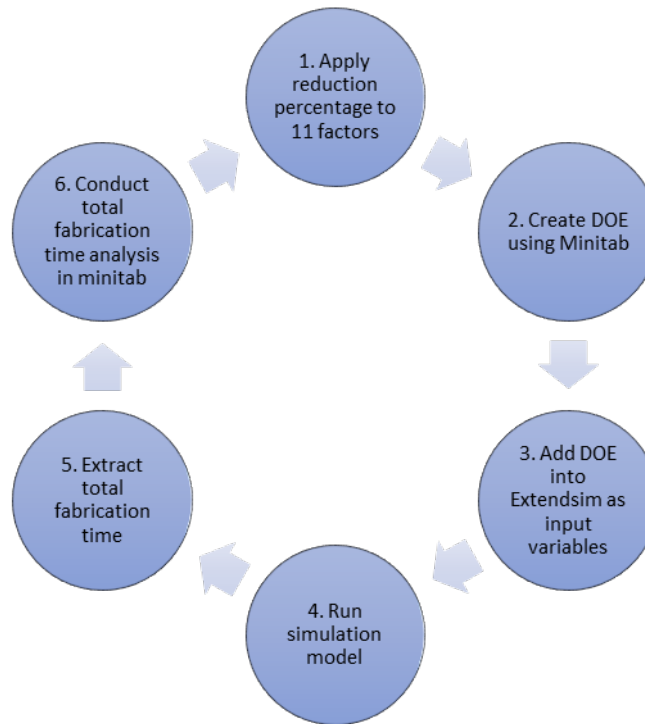 1. Apply
reduction
percentage to
11 factors
2. Create DOE
using Minitab
3. Add DOE
into
Extendsim as
input
variables
4. Run
simulation
model
5. Extract
total
fabrication
time
6. Conduct
total
fabrication
time analysis
in minitab